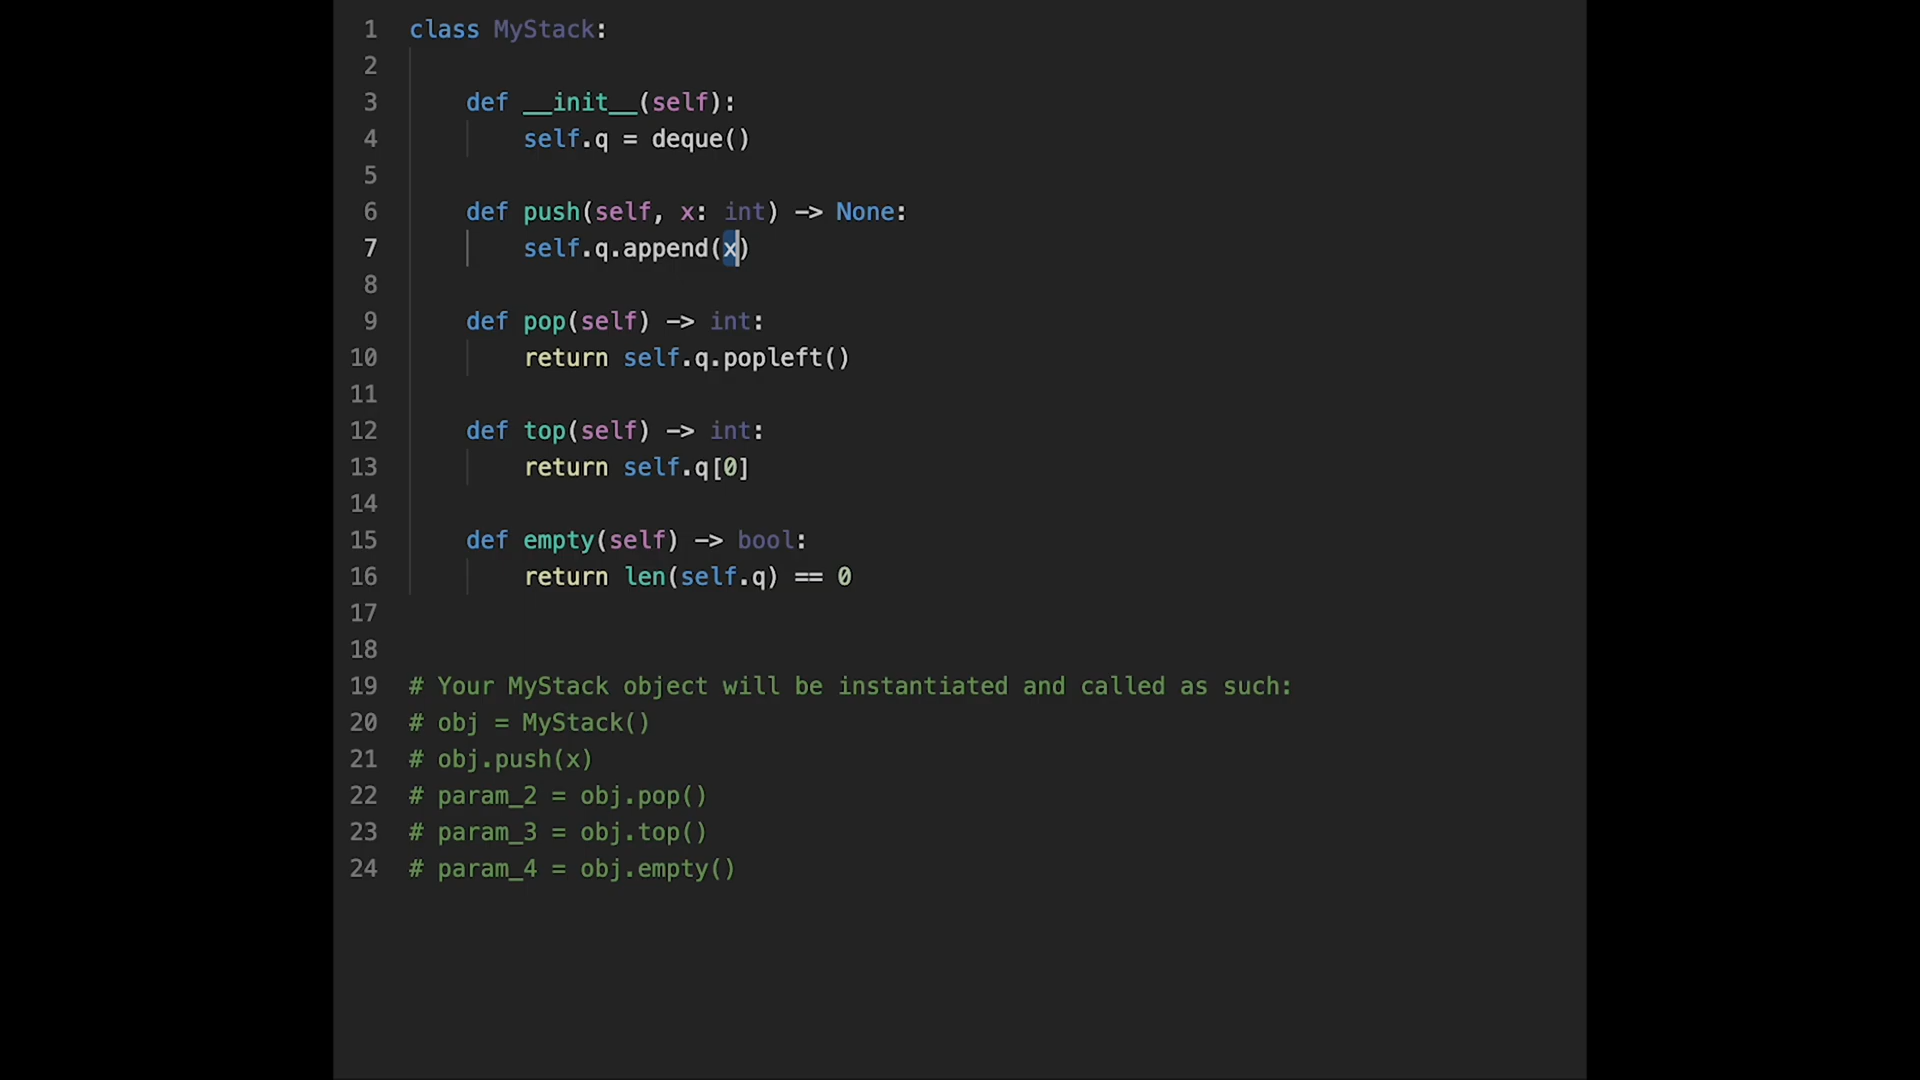 1 class MyStack:
2
3 def __init__(self):
4 self.q = deque()
5
6 def push(self, x: int) -> None:
7 self.q.append(x)
8
9 def pop(self) -> int:
10 return self.q.popleft()
11
12 def top(self) -> int:
13 return self.q[0]
14
15 def empty(self) -> bool:
16 return len(self.q) == 0
17
18
19 # Your MyStack object will be instantiated and called as such:
20 # obj = MyStack()
21 # obj.push(x)
22 # param_2 = obj.pop()
23 # param_3 = obj.top()
24 # param_4 = obj.empty()